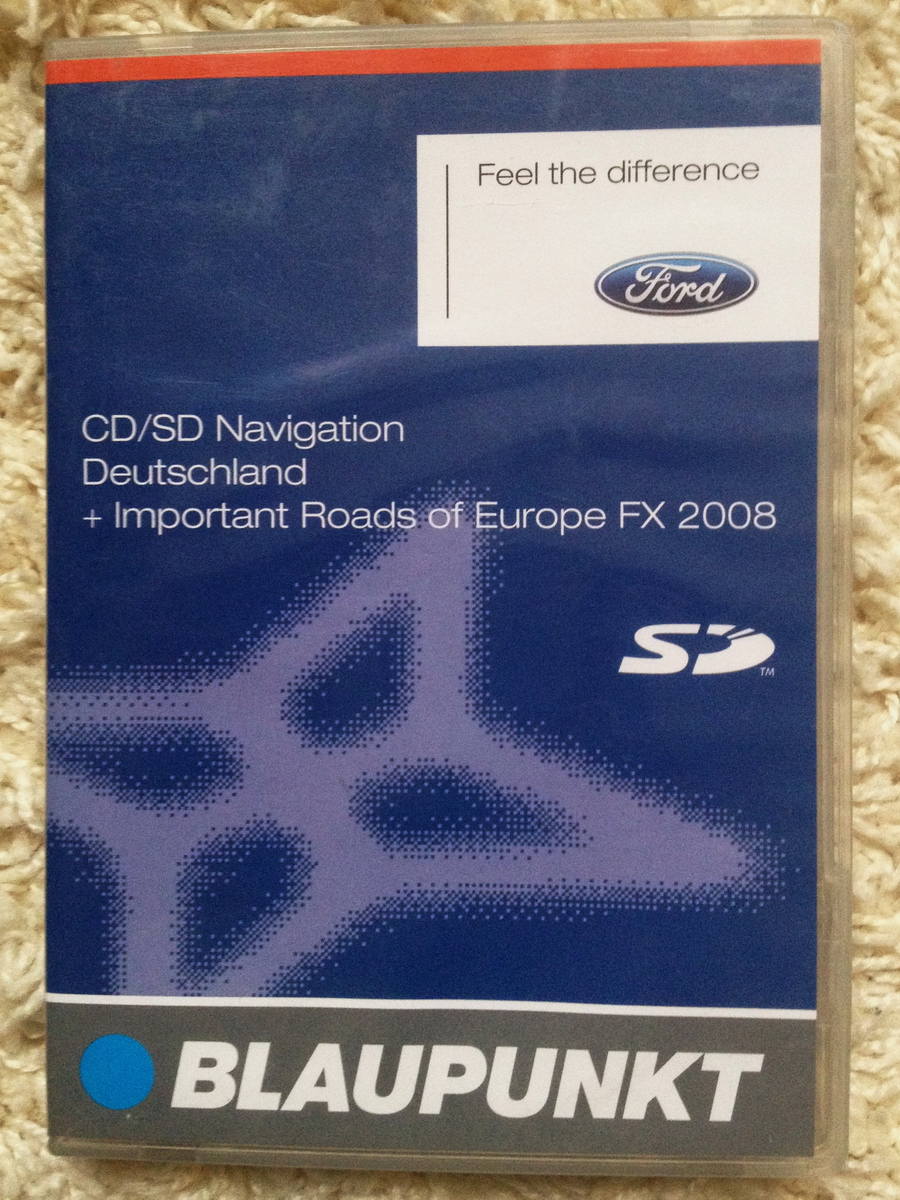 Feel the difference
Ford
CD/SD Navigation
Deutschland
+ Important Roads of Europe FX 2008
SD
TM
BLAUPUNKT